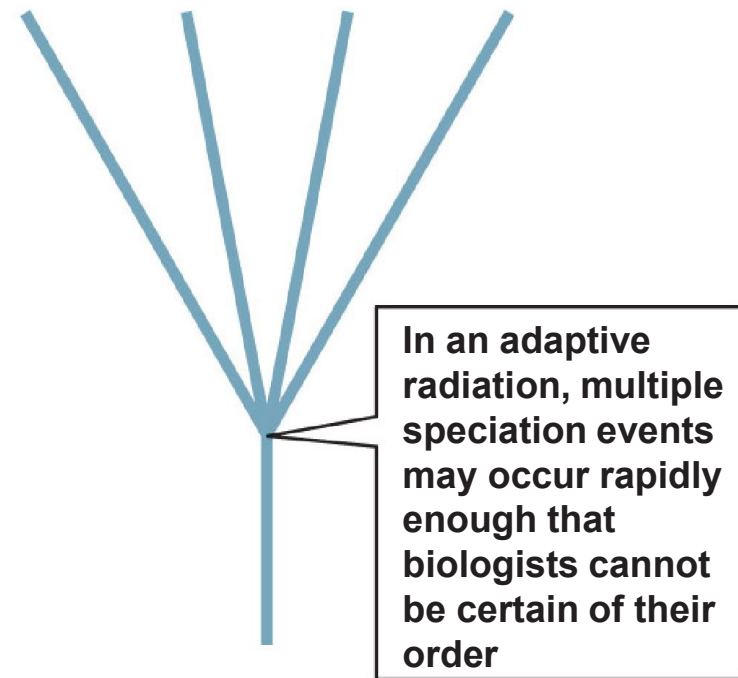 In an adaptive
radiation, multiple
speciation events
may occur rapidly
enough that
biologists cannot
be certain of their
order